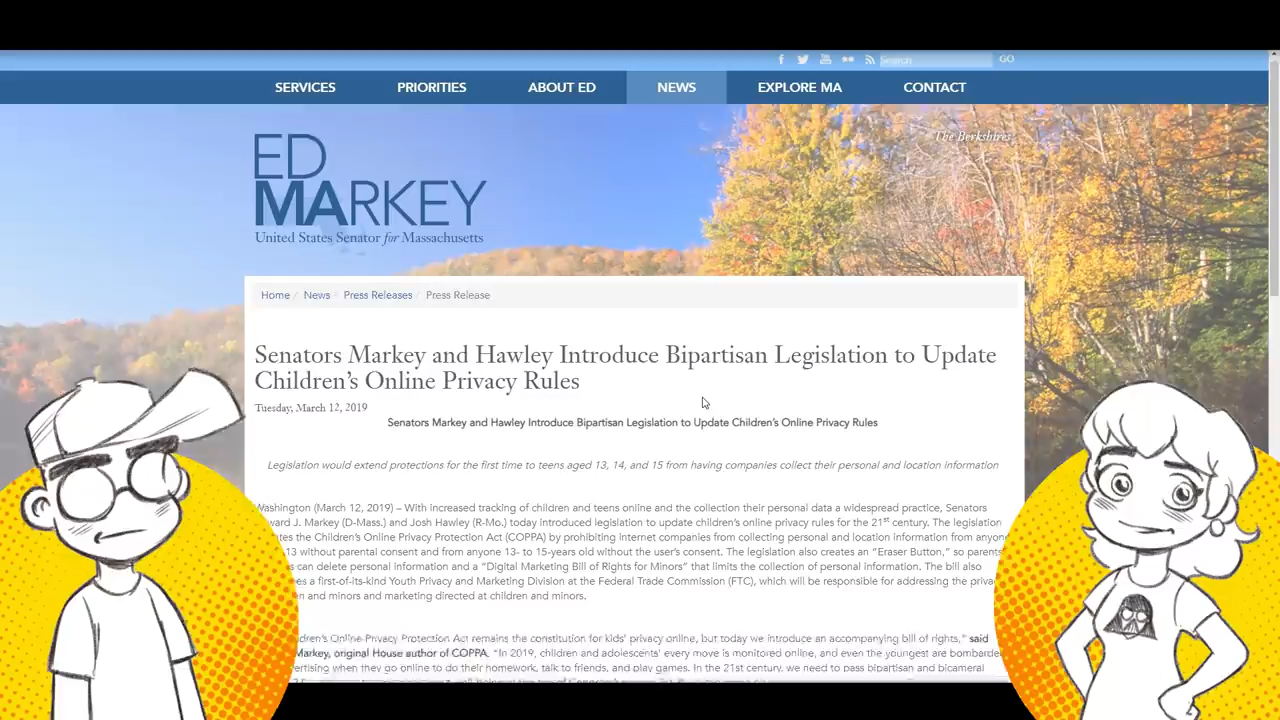 Search
GO
SERVICES PRIORITIES ABOUT ED NEWS EXPLORE MA CONTACT
The Berkshires
ED
MARKEY
United States Senator for Massachusetts
Home / News / Press Releases / Press Release
Senators Markey and Hawley Introduce Bipartisan Legislation to Update
Children’s Online Privacy Rules
Tuesday, March 12, 2019
Senators Markey and Hawley Introduce Bipartisan Legislation to Update Children’s Online Privacy Rules
Legislation would extend protections for the first time to teens aged 13, 14, and 15 from having companies collect their personal and location information
Washington (March 12, 2019) – With increased tracking of children and teens online and the collection their personal data a widespread practice, Senators
J. Markey (D-Mass.) and Josh Hawley (R-Mo.) today introduced legislation to update children’s online privacy rules for the 21st century. The legislation
the Children’s Online Privacy Protection Act (COPPA) by prohibiting internet companies from collecting personal and location information from anyone
13 without parental consent and from anyone 13- to 15-years old without the user’s consent. The legislation also creates an “Eraser Button,” so parents
can delete personal information and a “Digital Marketing Bill of Rights for Minors” that limits the collection of personal information. The bill also
a first-of-its-kind Youth Privacy and Marketing Division at the Federal Trade Commission (FTC), which will be responsible for addressing the
and minors and marketing directed at children and minors.
Online Privacy Protection Act remains the constitution for kids’ privacy online, but today we introduce an accompanying bill of rights,” said
Markey, original House author of COPPA. “In 2019, children and adolescents’ every move is monitored online, and even the youngest are
when they go online to do their homework, talk to friends, and play games. In the 21st century, we need to pass bipartisan and bicameral